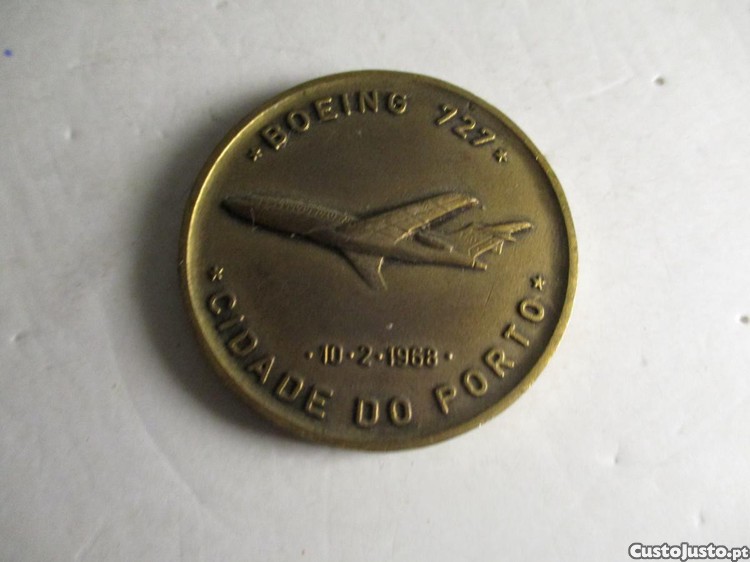 *BOEING 727*
·10·2·1968·
*CIDADE DO PORTO*
CustoJusto.pt